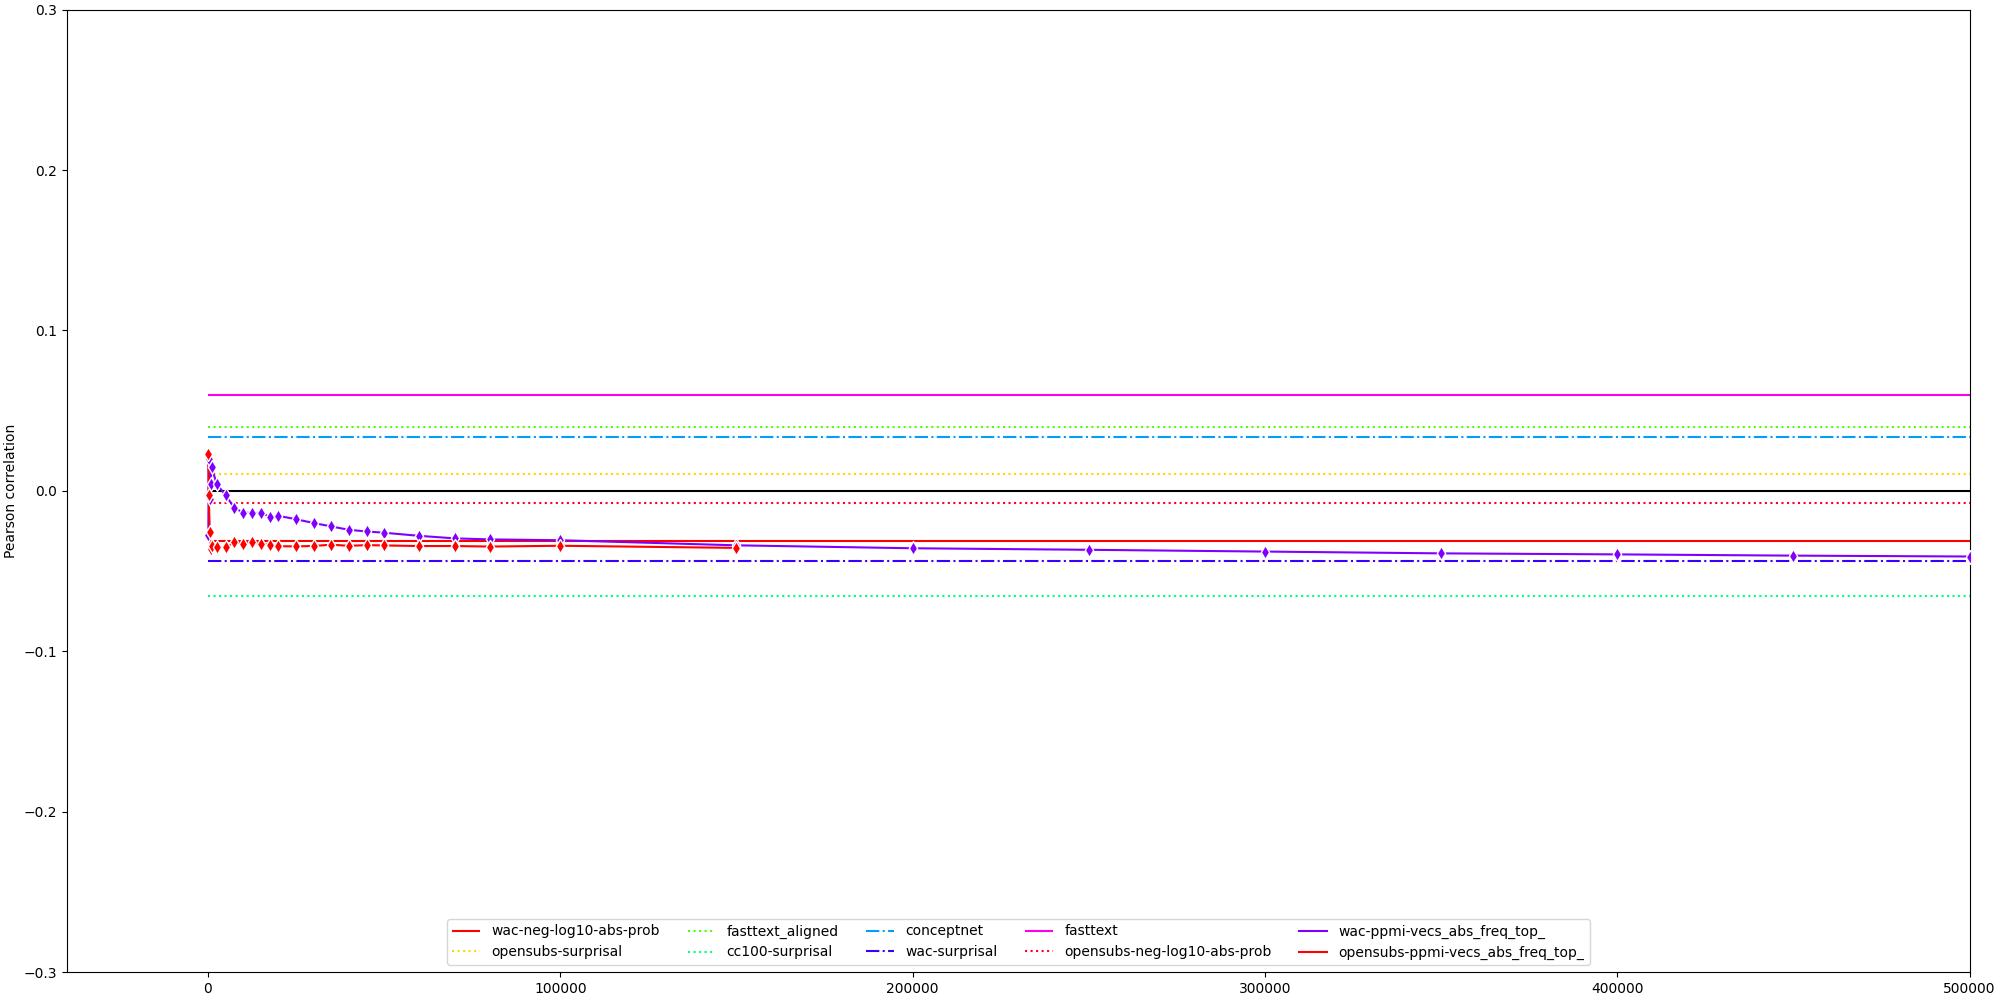 0.3
0.2
0.1
0.0
−0.1
−0.2
−0.3
Pearson correlation
wac-neg-log10-abs-prob fasttext_aligned conceptnet fasttext wac-ppmi-vecs_abs_freq_top_
opensubs-surprisal cc100-surprisal wac-surprisal opensubs-neg-log10-abs-prob opensubs-ppmi-vecs_abs_freq_top_
0 100000 200000 300000 400000 500000